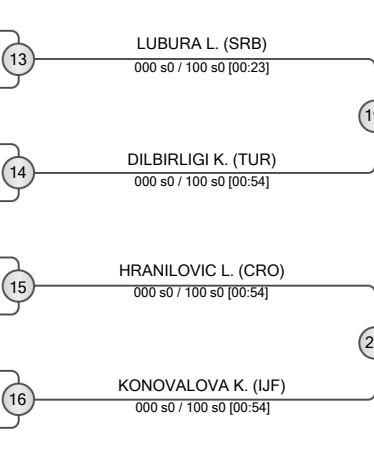 13
LUBURA L. (SRB)
000 s0 / 100 s0 [00:23]
14
DILBIRLIGI K. (TUR)
000 s0 / 100 s0 [00:54]
15
HRANILOVIC L. (CRO)
000 s0 / 100 s0 [00:54]
16
KONOVALOVA K. (IJF)
000 s0 / 100 s0 [00:54]